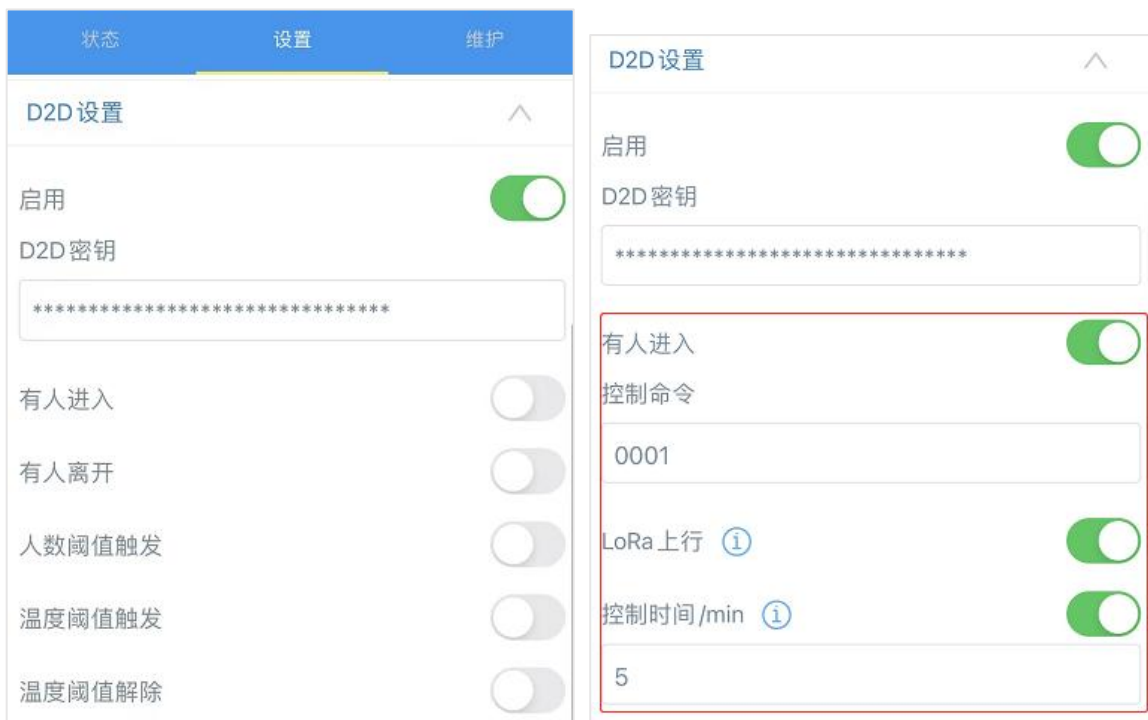 状态 设置 维护
D2D设置
启用
D2D密钥
********************************
有人进入
有人离开
人数阈值触发
温度阈值触发
温度阈值解除
D2D设置
启用
D2D密钥
********************************
有人进入
控制命令
0001
LoRa上行 i
控制时间/min i
5